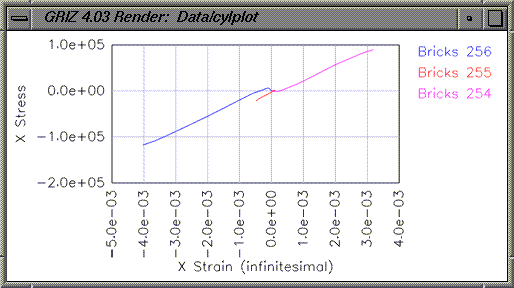 GRIZ 4.03 Render: Data/cylplot
1.0e+05
0.0e+00
-1.0e+05
-2.0e+05
X Stress
-5.0e-03
-4.0e-03
-3.0e-03
-2.0e-03
-1.0e-03
0.0e+00
1.0e-03
2.0e-03
3.0e-03
4.0e-03
X Strain (infinitesimal)
Bricks 256
Bricks 255
Bricks 254